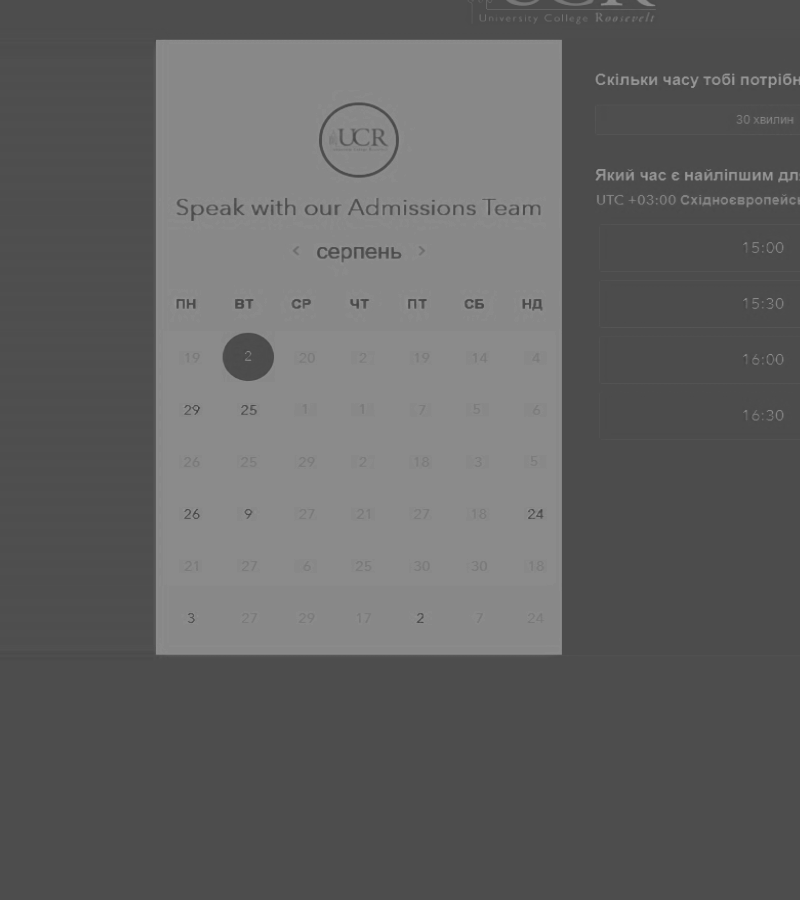 UCR
University College Roosevelt
UCR
Speak with our Admissions Team
‹ серпень ›
ПН ВТ СР ЧТ ПТ СБ НД
19 2 20 2 19 14 4
29 25 1 1 7 5 6
26 25 29 2 18 3 5
26 9 27 21 27 18 24
21 27 6 25 30 30 18
3 27 29 17 2 7 24
Скільки часу тобі потрібн
30 хвилин
Який час є найліпшим дл
UTC +03:00 Східноєвропейсь
15:00
15:30
16:00
16:30